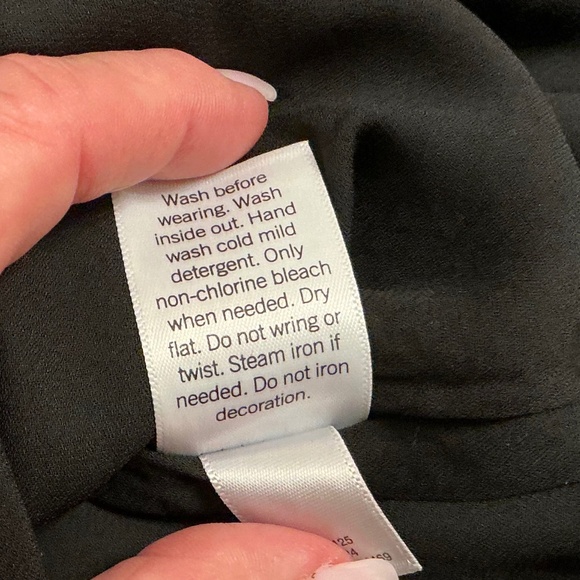 Wash before
wearing. Wash
inside out. Hand
wash cold mild
detergent. Only
non-chlorine bleach
when needed. Dry
flat. Do not wring or
twist. Steam iron if
needed. Do not iron
decoration.